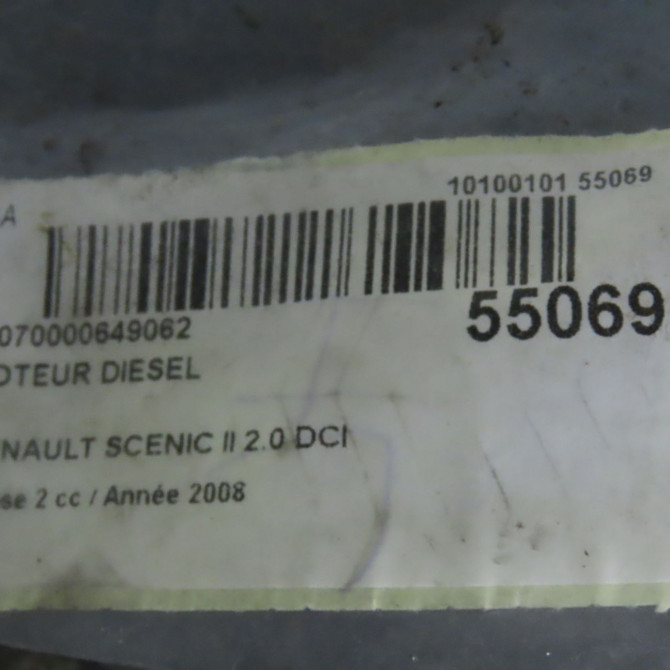 A
10100101 55069
070000649062
55069
OTEUR DIESEL
NAULT SCENIC II 2.0 DCI
se 2 cc / Année 2008